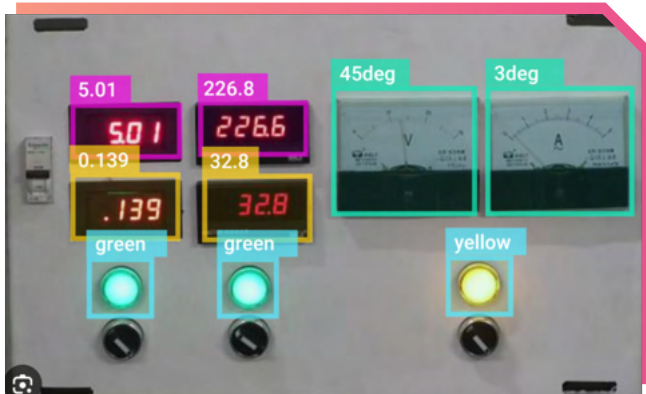 45deg 3deg
5.01 226.8
5.01 226.6
0.139 32.8
.139 32.8
V A
green green yellow